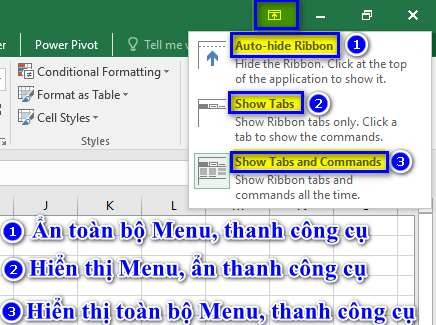 er
Power Pivot
Tell me
Conditional Formatting
Format as Table
Cell Styles
Styles
Auto-hide Ribbon 1
Hide the Ribbon. Click at the top
of the application to show it.
Show Tabs 2
Show Ribbon tabs only. Click a
tab to show the commands.
Show Tabs and Commands 3
Show Ribbon tabs and
commands all the time.
J K L M N O P Q R
1 Ẩn toàn bộ Menu, thanh công cụ
2 Hiển thị Menu, ẩn thanh công cụ
3 Hiển thị toàn bộ Menu, thanh công cụ